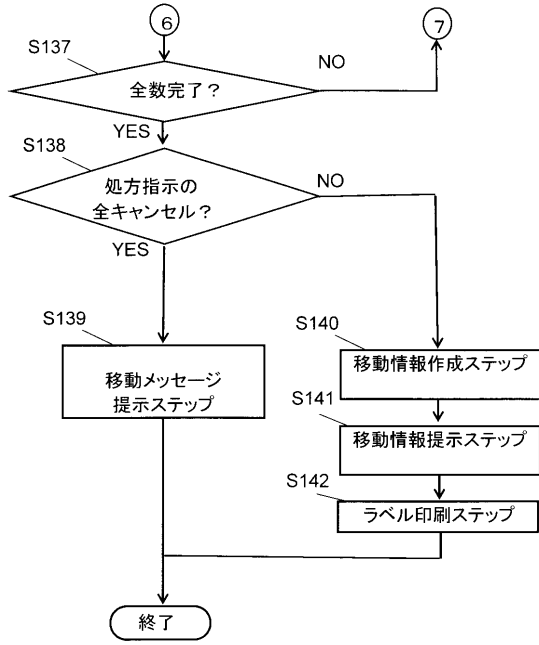 6
7
S137
全数完了？
NO
YES
S138
処方指示の
全キャンセル？
NO
YES
S139
移動メッセージ
提示ステップ
S140
移動情報作成ステップ
S141
移動情報提示ステップ
S142
ラベル印刷ステップ
終了